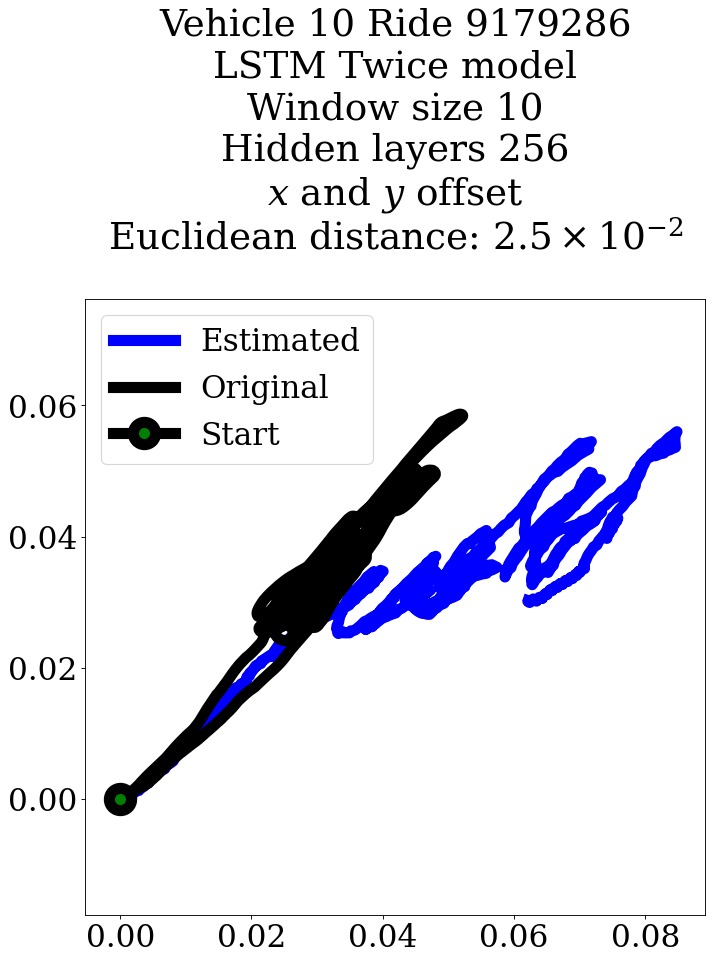 Vehicle 10 Ride 9179286
LSTM Twice model
Window size 10
Hidden layers 256
x and y offset
Euclidean distance: 2.5 × 10⁻²
Estimated
Original
Start
0.06
0.04
0.02
0.00
0.00 0.02 0.04 0.06 0.08